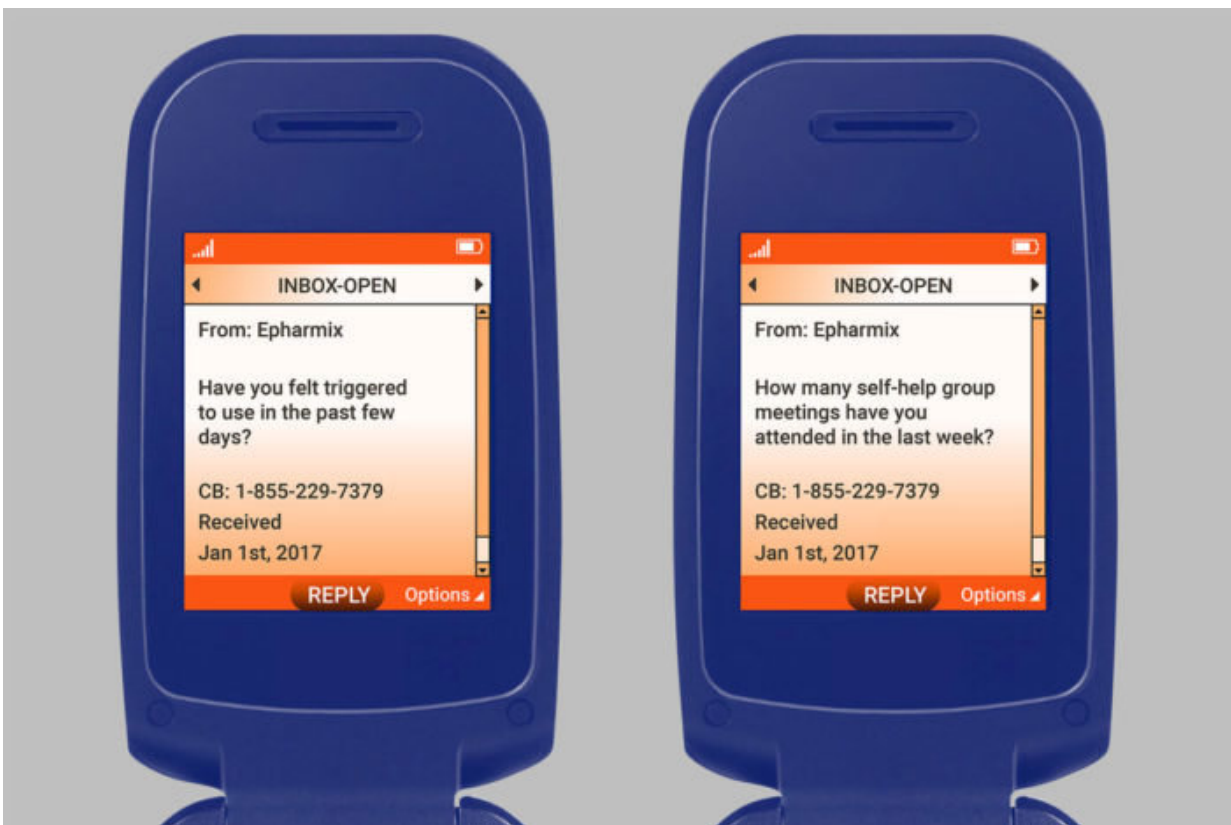 INBOX-OPEN
From: Epharmix
Have you felt triggered
to use in the past few
days?
CB: 1-855-229-7379
Received
Jan 1st, 2017
REPLY Options
INBOX-OPEN
From: Epharmix
How many self-help group
meetings have you
attended in the last week?
CB: 1-855-229-7379
Received
Jan 1st, 2017
REPLY Options